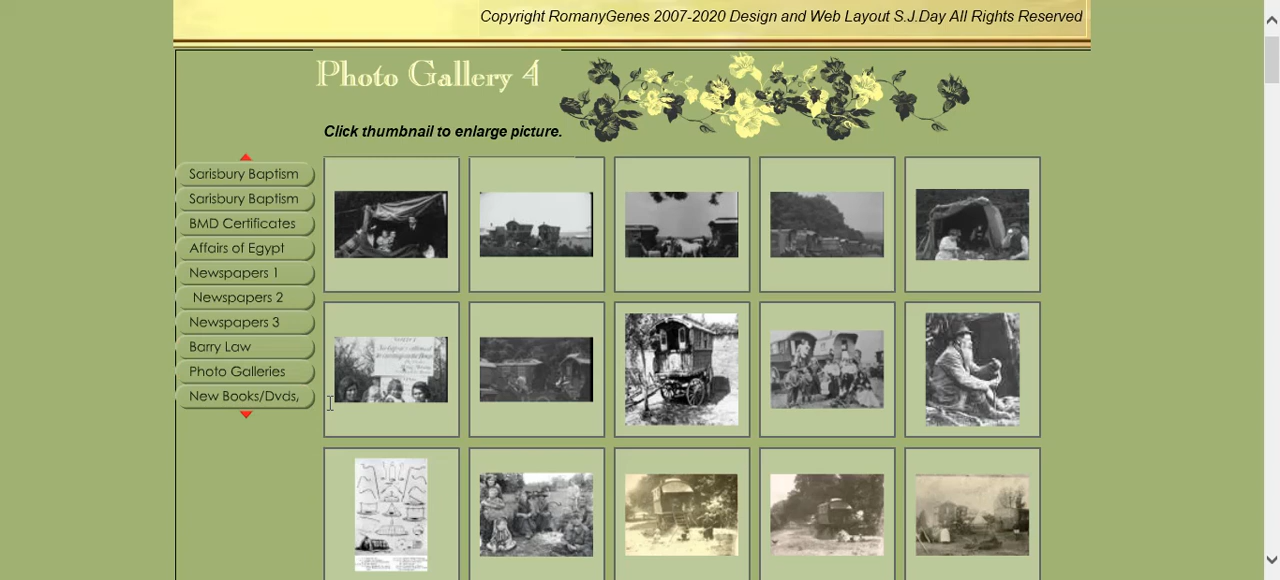 Copyright RomanyGenes 2007-2020 Design and Web Layout S.J.Day All Rights Reserved
Photo Gallery 4
Click thumbnail to enlarge picture.
Sarisbury Baptism
Sarisbury Baptism
BMD Certificates
Affairs of Egypt
Newspapers 1
Newspapers 2
Newspapers 3
Barry Law
Photo Galleries
New Books/Dvds,